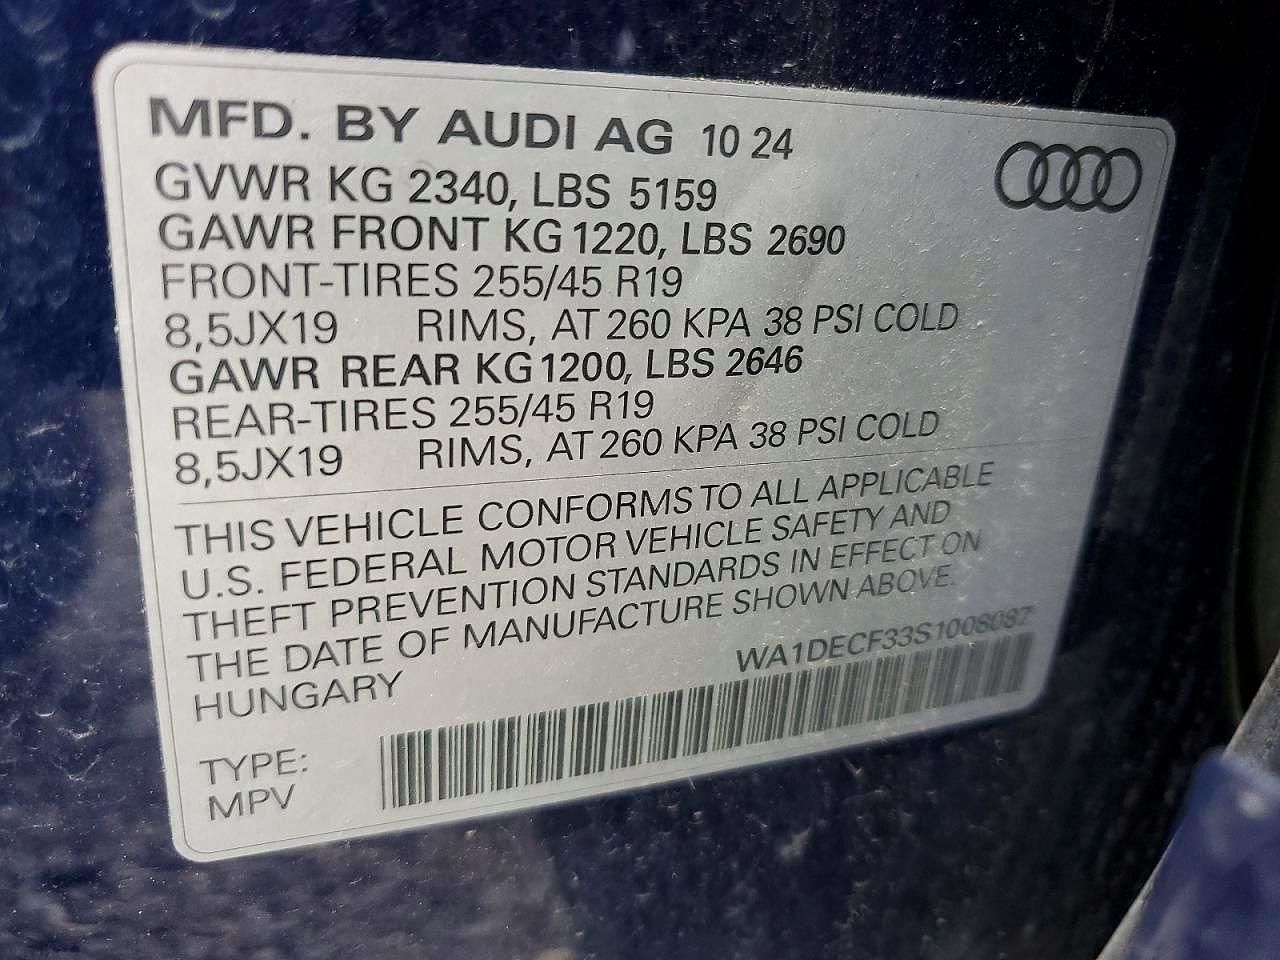 MFD. BY AUDI AG 10 24
GVWR KG 2340, LBS 5159
GAWR FRONT KG 1220, LBS 2690
FRONT-TIRES 255/45 R19
8,5JX19 RIMS, AT 260 KPA 38 PSI COLD
GAWR REAR KG 1200, LBS 2646
REAR-TIRES 255/45 R19
8,5JX19 RIMS, AT 260 KPA 38 PSI COLD
THIS VEHICLE CONFORMS TO ALL APPLICABLE
U.S. FEDERAL MOTOR VEHICLE SAFETY AND
THEFT PREVENTION STANDARDS IN EFFECT ON
THE DATE OF MANUFACTURE SHOWN ABOVE.
HUNGARY
WA1DECF33S1008087
TYPE:
MPV